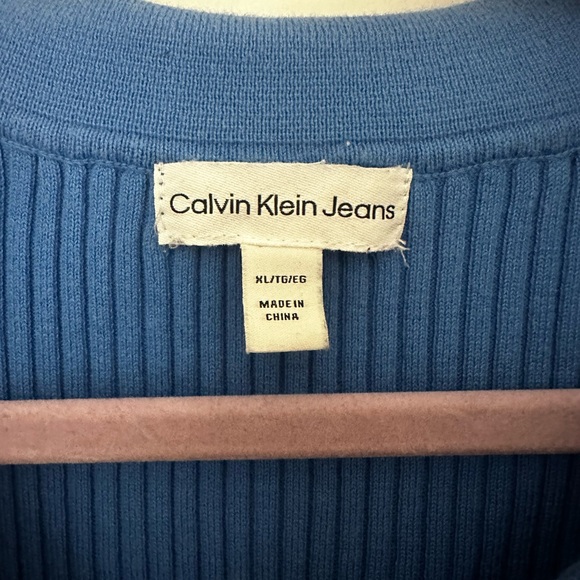 Calvin Klein Jeans
XL/TG/EG
MADE IN
CHINA